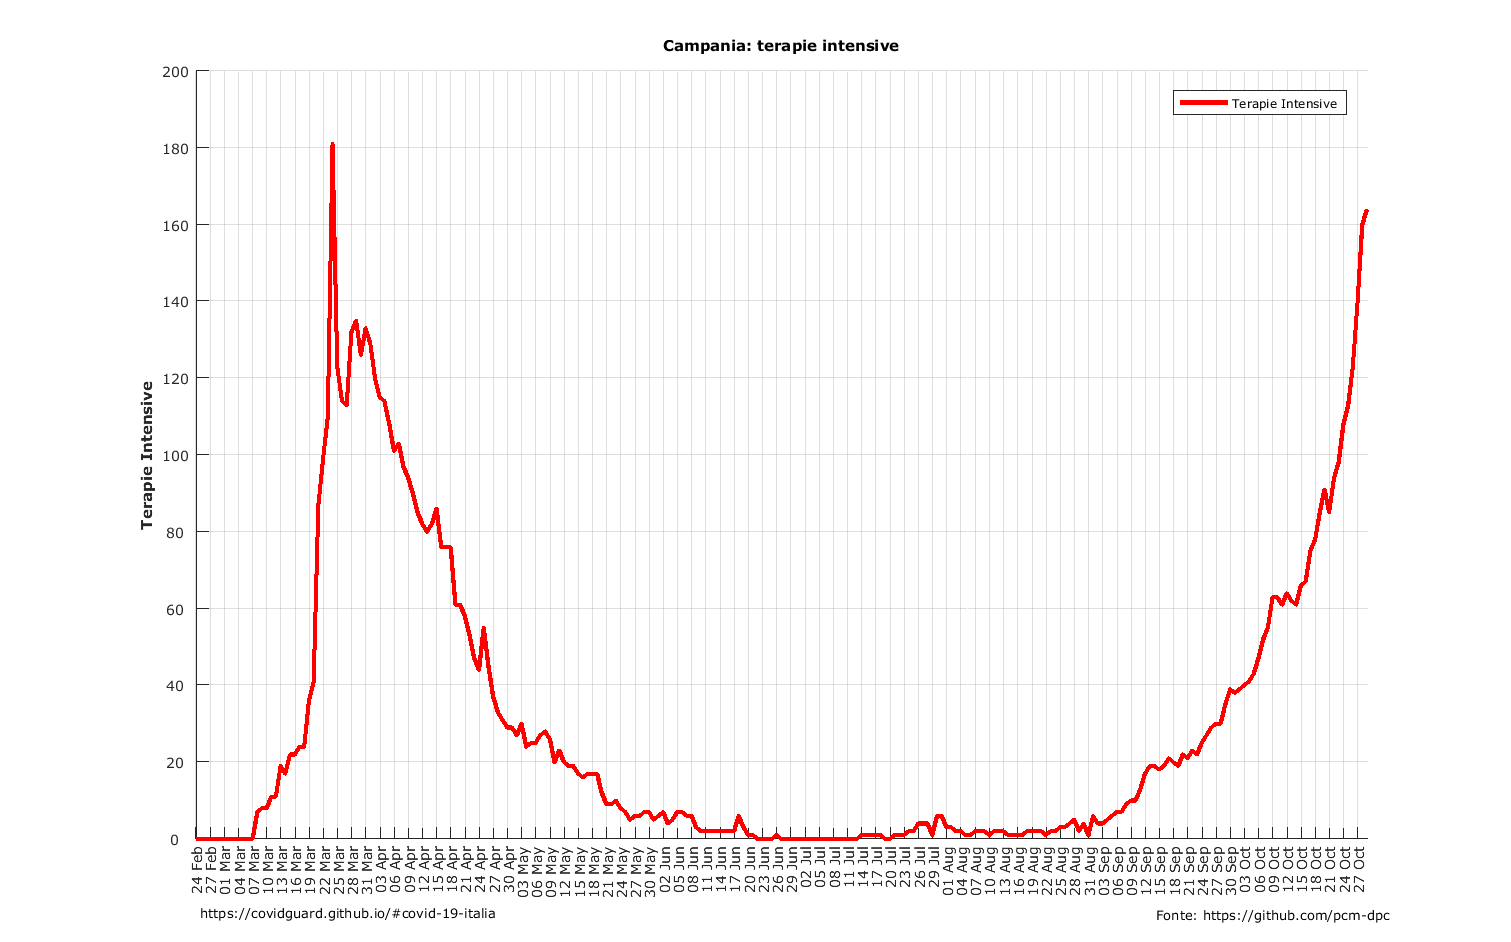 Campania: terapie intensive
Terapie Intensive
Terapie Intensive
200
180
160
140
120
100
80
60
40
20
0
24 Feb
27 Feb
01 Mar
04 Mar
07 Mar
10 Mar
13 Mar
16 Mar
19 Mar
22 Mar
25 Mar
28 Mar
31 Mar
03 Apr
06 Apr
09 Apr
12 Apr
15 Apr
18 Apr
21 Apr
24 Apr
27 Apr
30 Apr
03 May
06 May
09 May
12 May
15 May
18 May
21 May
24 May
27 May
30 May
02 Jun
05 Jun
08 Jun
11 Jun
14 Jun
17 Jun
20 Jun
23 Jun
26 Jun
29 Jun
02 Jul
05 Jul
08 Jul
11 Jul
14 Jul
17 Jul
20 Jul
23 Jul
26 Jul
29 Jul
01 Aug
04 Aug
07 Aug
10 Aug
13 Aug
16 Aug
19 Aug
22 Aug
25 Aug
28 Aug
31 Aug
03 Sep
06 Sep
09 Sep
12 Sep
15 Sep
18 Sep
21 Sep
24 Sep
27 Sep
30 Sep
03 Oct
06 Oct
09 Oct
12 Oct
15 Oct
18 Oct
21 Oct
24 Oct
27 Oct
https://covidguard.github.io/#covid-19-italia
Fonte: https://github.com/pcm-dpc